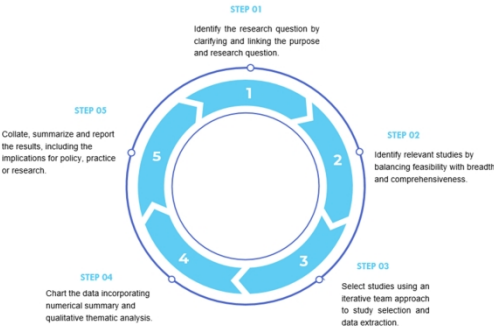 STEP 01
Identify the research question by
clarifying and linking the purpose
and research question.
1
STEP 02
Identify relevant studies by
balancing feasibility with breadth
and comprehensiveness.
2
STEP 03
Select studies using an
iterative team approach
to study selection and
data extraction.
3
STEP 04
Chart the data incorporating
numerical summary and
qualitative thematic analysis.
4
STEP 05
Collate, summarize and report
the results, including the
implications for policy, practice
or research.
5